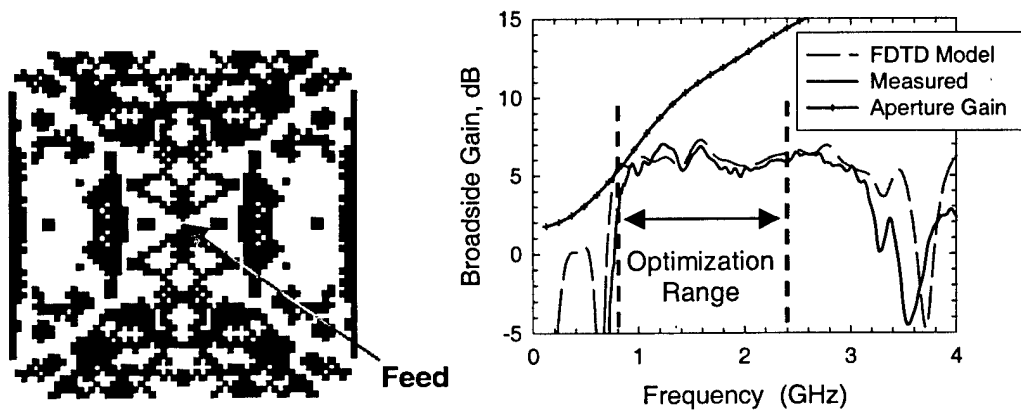 Feed
15
10
5
0
-5
Broadside Gain, dB
FDTD Model
Measured
Aperture Gain
Optimization
Range
0 1 2 3 4
Frequency (GHz)